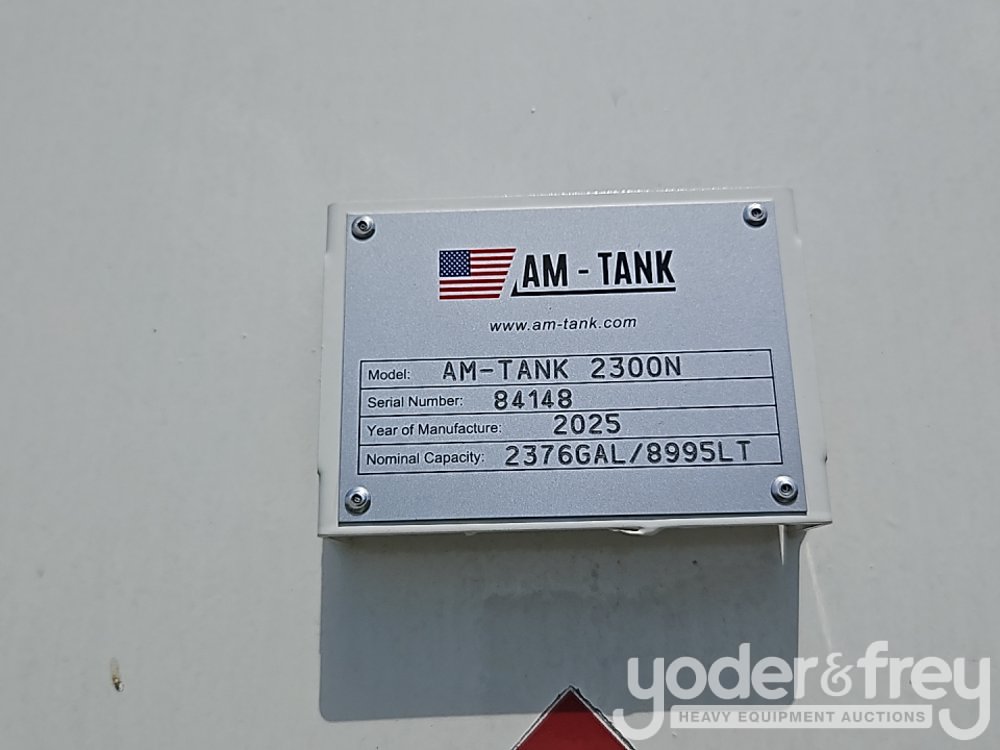 AM - TANK
www.am-tank.com
Model: AM-TANK 2300N
Serial Number: 84148
Year of Manufacture: 2025
Nominal Capacity: 2376GAL/8995LT
yoder&frey
HEAVY EQUIPMENT AUCTIONS